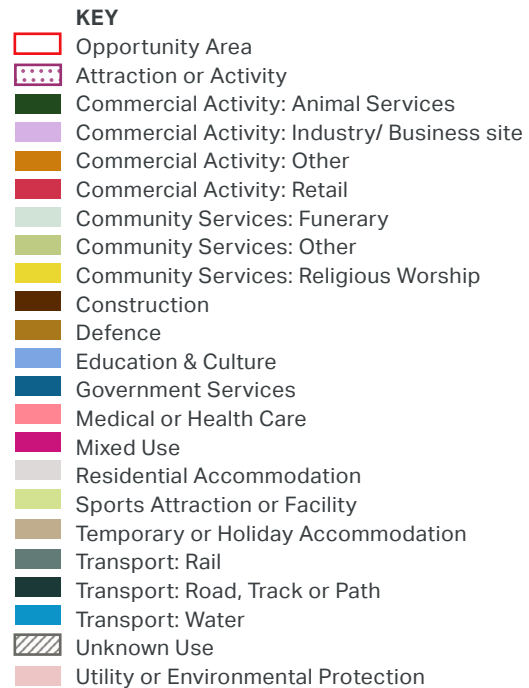 KEY
Opportunity Area
Attraction or Activity
Commercial Activity: Animal Services
Commercial Activity: Industry/ Business site
Commercial Activity: Other
Commercial Activity: Retail
Community Services: Funerary
Community Services: Other
Community Services: Religious Worship
Construction
Defence
Education & Culture
Government Services
Medical or Health Care
Mixed Use
Residential Accommodation
Sports Attraction or Facility
Temporary or Holiday Accommodation
Transport: Rail
Transport: Road, Track or Path
Transport: Water
Unknown Use
Utility or Environmental Protection